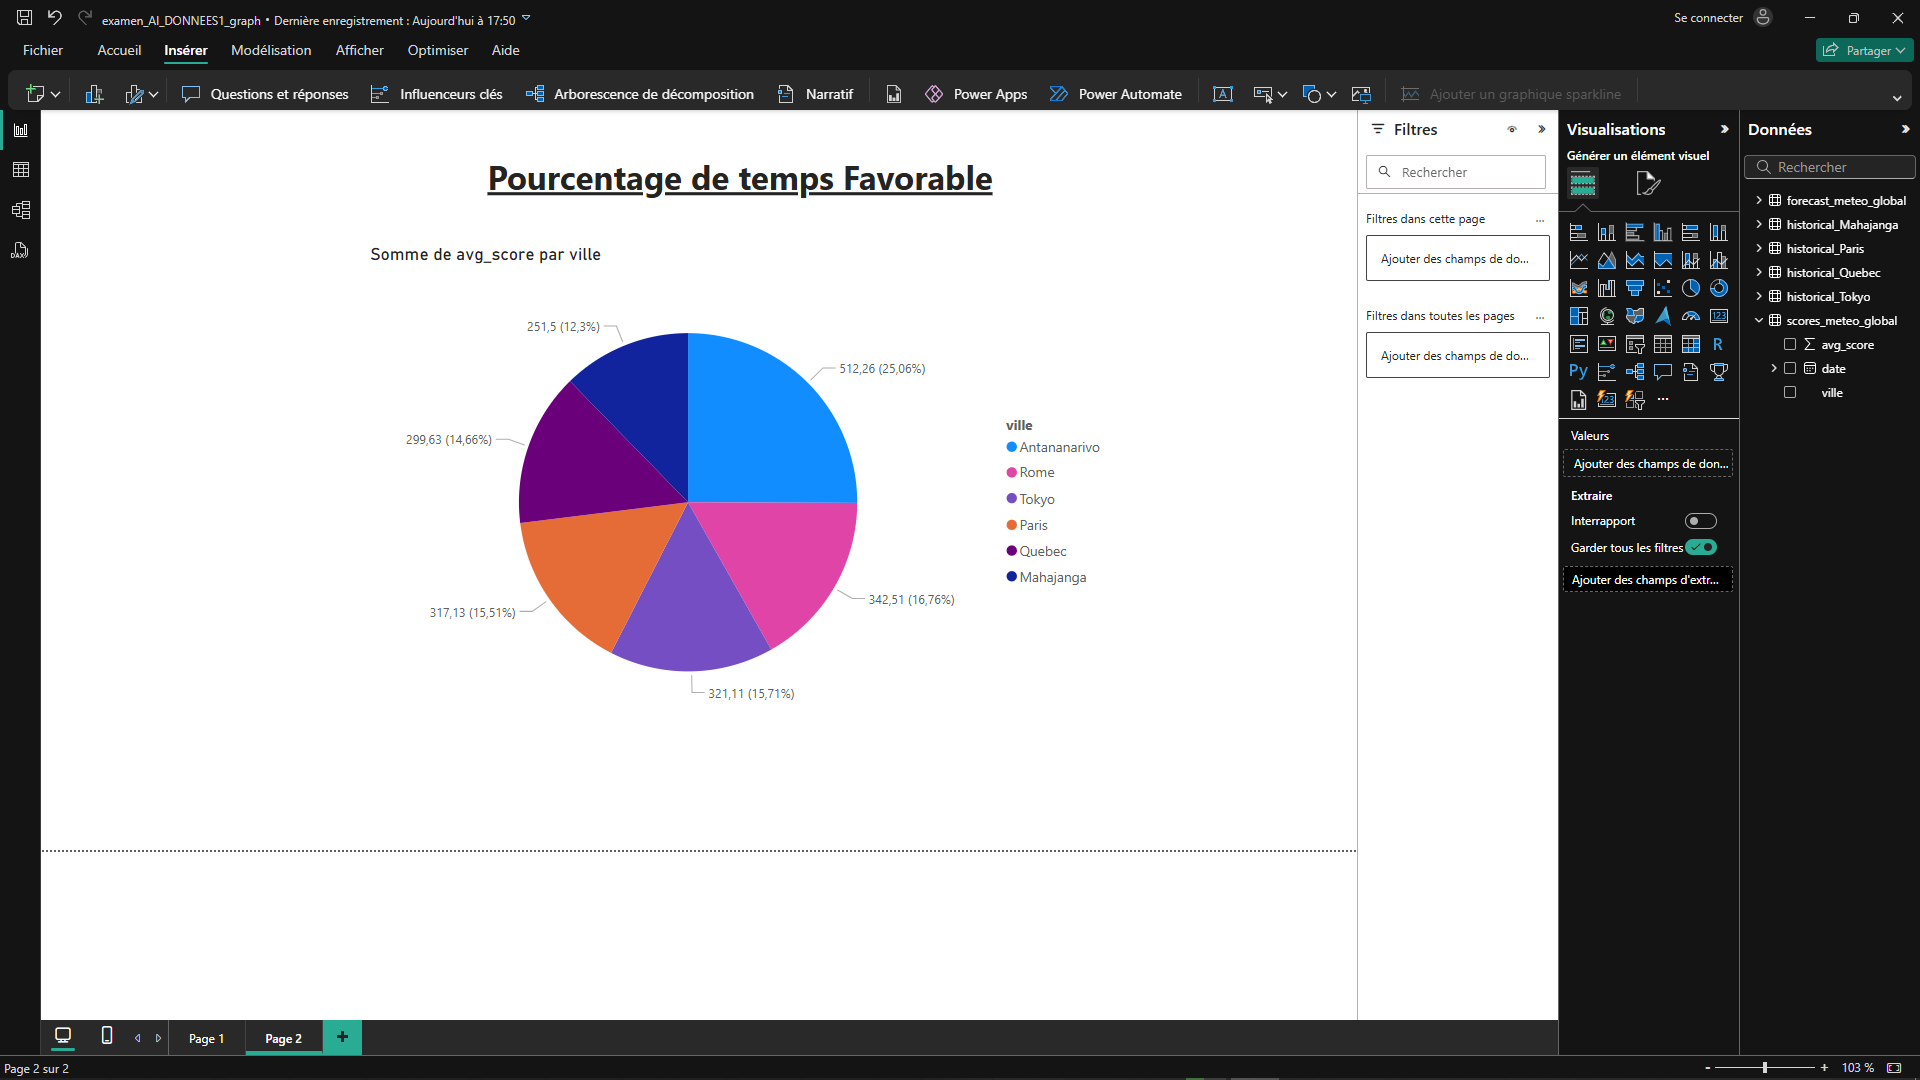 examen_AI_DONNEES1_graph • Dernière enregistrement : Aujourd'hui à 17:50
Se connecter
Fichier Accueil Insérer Modélisation Afficher Optimiser Aide
Partager
Questions et réponses Influenceurs clés Arborescence de décomposition Narratif Power Apps Power Automate Ajouter un graphique sparkline
Pourcentage de temps Favorable
Somme de avg_score par ville
251,5 (12,3%)
512,26 (25,06%)
299,63 (14,66%)
317,13 (15,51%)
342,51 (16,76%)
321,11 (15,71%)
ville
Antananarivo
Rome
Tokyo
Paris
Quebec
Mahajanga
Filtres
Rechercher
Filtres dans cette page ...
Ajouter des champs de do...
Filtres dans toutes les pages ...
Ajouter des champs de do...
Visualisations
Générer un élément visuel
123
R
Py
123
...
Valeurs
Ajouter des champs de don...
Extraire
Interrapport
Garder tous les filtres
Ajouter des champs d'extr...
Données
Rechercher
forecast_meteo_global
historical_Mahajanga
historical_Paris
historical_Quebec
historical_Tokyo
scores_meteo_global
avg_score
date
ville
DAX
Page 1 Page 2 +
Page 2 sur 2
- + 103 %